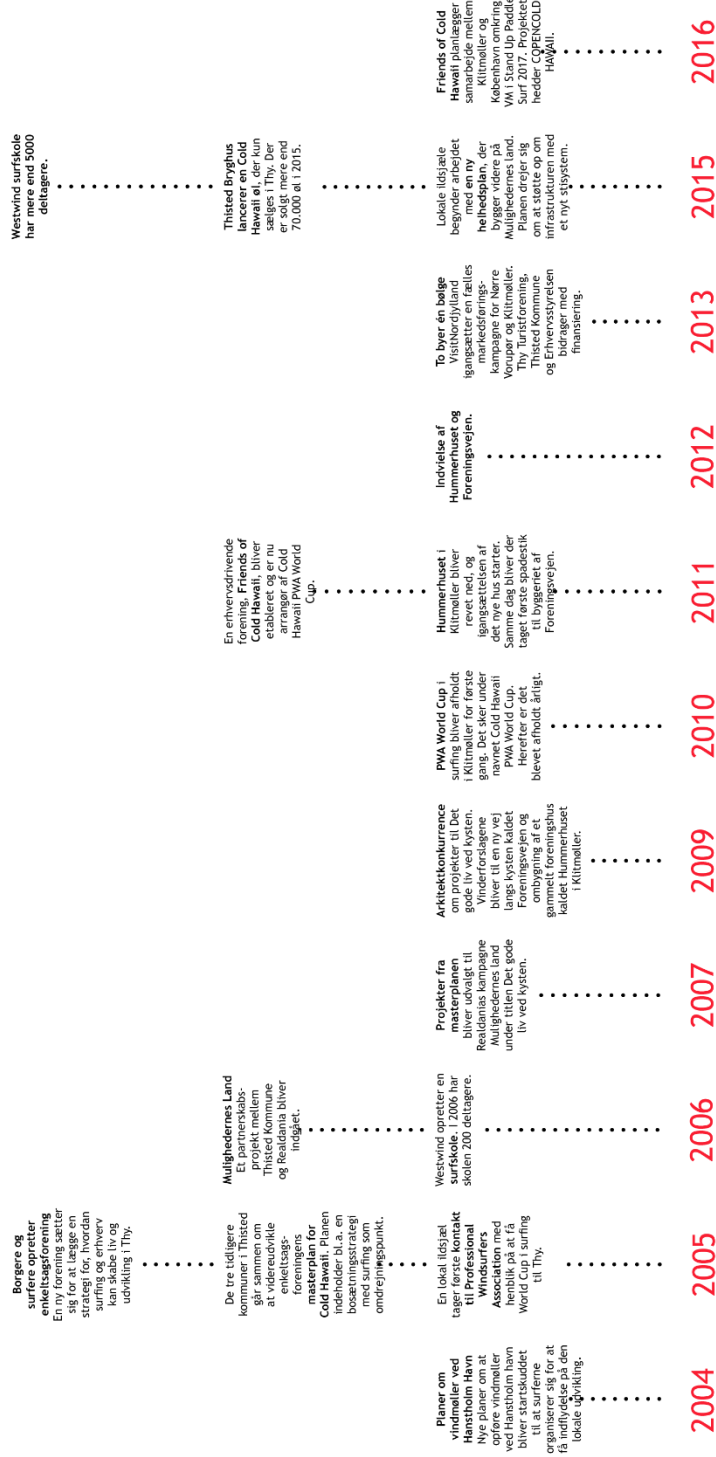 Planer om
vindmøller ved
Hanstholm Havn
Nye planer om at
opføre vindmøller
ved Hanstholm havn
bliver startskuddet
til at surferne
organiserer sig for at
få indflydelse på den
lokale udvikling.
2004
Borgere og
surfere opretter
enkeltsagsforening
En ny forening sætter
sig for at lægge en
strategi for, hvordan
surfing og erhverv
kan skabe liv og
udvikling i Thy.
De tre tidligere
kommuner i Thisted
går sammen om
at videreudvikle
enkeltsags-
foreningens
masterplan for
Cold Hawaii. Planen
indeholder bl.a. en
bosætningsstrategi
med surfing som
omdrejningspunkt.
En lokal ildsjæl
tager første kontakt
til Professional
Windsurfers
Association med
henblik på at få
World Cup i surfing
til Thy.
2005
Mulighedernes Land
Et partnerskabs-
projekt mellem
Thisted Kommune
og Realdania bliver
indgået.
Westwind opretter en
surfskole. I 2006 har
skolen 200 deltagere.
2006
Projekter fra
masterplanen
bliver udvalgt til
Realdanias kampagne
Mulighedernes land
under titlen Det gode
liv ved kysten.
2007
Arkitektkonkurrence
om projekter til Det
gode liv ved kysten.
Vinderforslagene
bliver til en ny vej
langs kysten kaldet
Foreningsvejen og
ombygning af et
gammelt foreningshus
kaldet Hummerhuset
i Klitmøller.
2009
PWA World Cup i
surfing bliver afholdt
i Klitmøller for første
gang. Det sker under
navnet Cold Hawaii
PWA World Cup.
Herefter er det
blevet afholdt årligt.
2010
En erhvervsdrivende
forening, Friends of
Cold Hawaii, bliver
etableret og er nu
arrangør af Cold
Hawaii PWA World
Cup.
Hummerhuset i
Klitmøller bliver
revet ned, og
igangsættelsen af
det nye hus starter.
Samme dag bliver der
taget første spadestik
til byggeriet af
Foreningsvejen.
2011
Indvielse af
Hummerhuset og
Foreningsvejen.
2012
To byer én bølge
VisitNordjylland
igangsætter en fælles
markedsførings-
kampagne for Nørre
Vorupør og Klitmøller.
Thy Turistforening,
Thisted Kommune
og Erhvervsstyrelsen
bidrager med
finansiering.
2013
Westwind surfskole
har mere end 5000
deltagere.
Thisted Bryghus
lancerer en Cold
Hawaii øl, der kun
sælges i Thy. Der
er solgt mere end
70.000 øl i 2015.
Lokale ildsjæle
begynder arbejdet
med en ny
helhedsplan, der
bygger videre på
Mulighedernes land.
Planen drejer sig
om at støtte op om
infrastrukturen med
et nyt stisystem.
2015
Friends of Cold
Hawaii planlægger
samarbejde mellem
Klitmøller og
København omkring
VM i Stand Up Paddle
Surf 2017. Projektet
hedder COPENCOLD
HAWAII.
2016